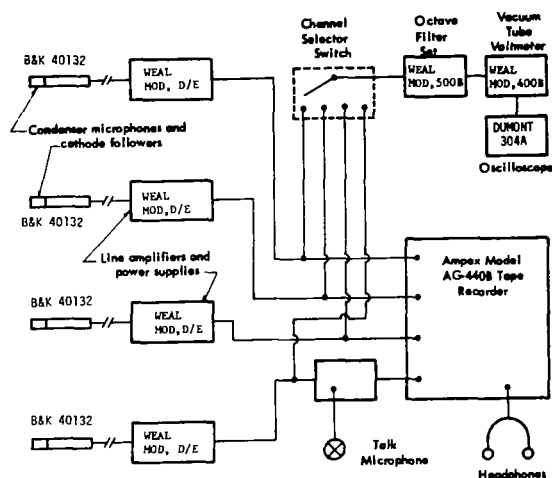 Channel
Selector
Switch
Octave
Filter
Set
Vacuum
Tube
Voltmeter
B&K 40132
WEAL
MOD, D/E
WEAL
MOD,500B
WEAL
MOD,400B
DUMONT
304A
Oscilloscope
Condenser microphones and
cathode followers
B&K 40132
WEAL
MOD,D/E
Line amplifiers and
power supplies
Ampex Model
AG-440B Tape
Recorder
B&K 40132
WEAL
MOD,D/E
B&K 40132
WEAL
MOD, D/E
Talk
Microphone
Headphones